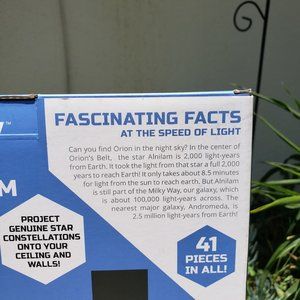 FASCINATING FACTS
AT THE SPEED OF LIGHT
Can you find Orion in the night sky? In the center of
Orion's Belt, the star Alnilam is 2,000 light-years
from Earth. It took the light from that star a full 2,000
years to reach Earth! It only takes about 8.5 minutes
for light from the sun to reach earth. But Alnilam
is still part of the Milky Way, our galaxy, which
is about 100,000 light-years across. The
nearest major galaxy, Andromeda, is
2.5 million light-years from Earth!
PROJECT
GENUINE STAR
CONSTELLATIONS
ONTO YOUR
CEILING AND
WALLS!
41
PIECES
IN ALL!